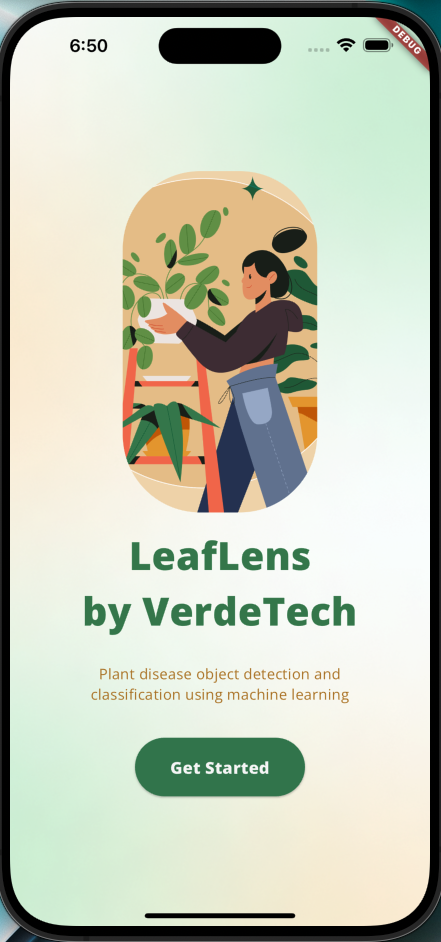 6:50
DEBUG
LeafLens
by VerdeTech
Plant disease object detection and
classification using machine learning
Get Started